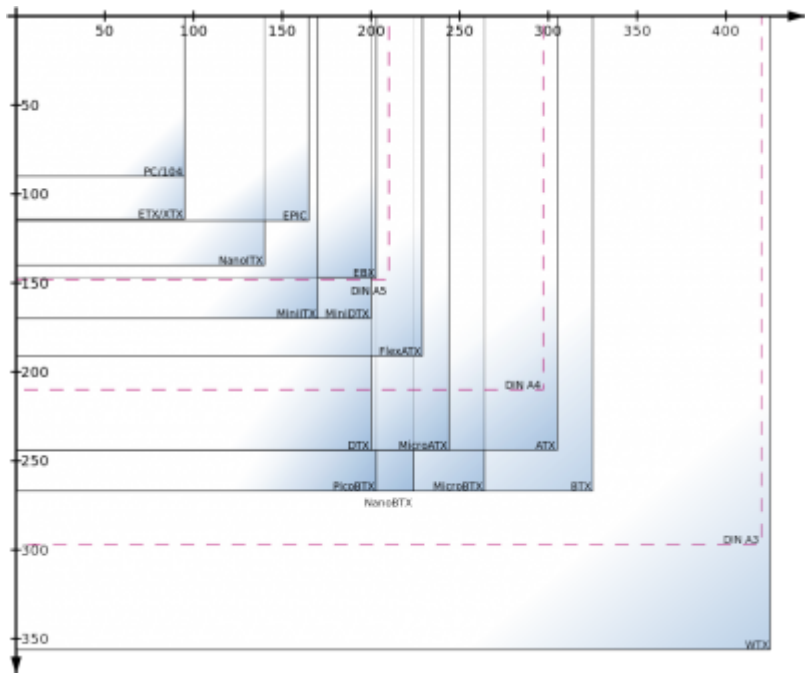 50 100 150 200 250 300 350 400
50
PC/104
100
ETX/XTX EPIC
NanoITX
EBX
150
DIN A5
MiniITX MiniDTX
FlexATX
200
DIN A4
DTX MicroATX ATX
250
PicoBTX MicroBTX BTX
NanoBTX
DIN A3
300
350
WTX